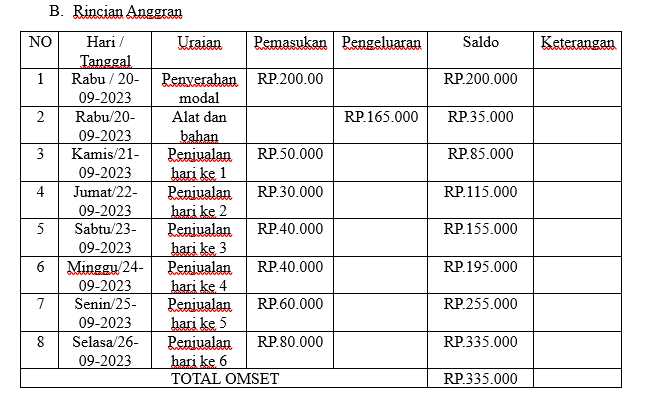 B. Rincian Anggran
NO Hari / Uraian Pemasukan Pengeluaran Saldo Keterangan
Tanggal
1 Rabu / 20- Penyerahan RP.200.00 RP.200.000
09-2023 modal
2 Rabu/20- Alat dan RP.165.000 RP.35.000
09-2023 bahan
3 Kamis/21- Penjualan RP.50.000 RP.85.000
09-2023 hari ke 1
4 Jumat/22- Penjualan RP.30.000 RP.115.000
09-2023 hari ke 2
5 Sabtu/23- Penjualan RP.40.000 RP.155.000
09-2023 hari ke 3
6 Minggu/24- Penjualan RP.40.000 RP.195.000
09-2023 hari ke 4
7 Senin/25- Penjualan RP.60.000 RP.255.000
09-2023 hari ke 5
8 Selasa/26- Penjualan RP.80.000 RP.335.000
09-2023 hari ke 6
TOTAL OMSET RP.335.000